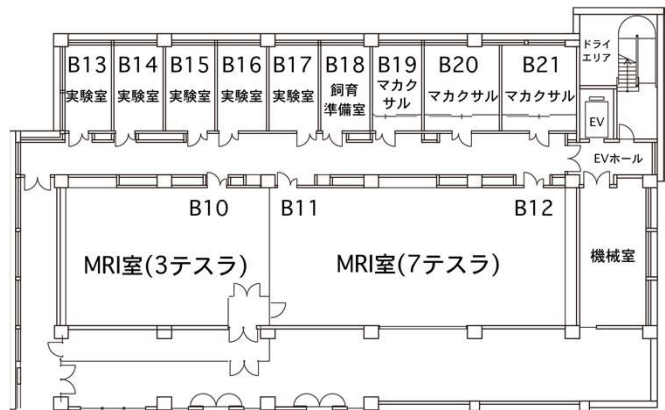 B13
実験室
B14
実験室
B15
実験室
B16
実験室
B17
実験室
B18
飼育
準備室
B19
マカク
サル
B20
マカクサル
B21
マカクサル
ドライ
エリア
EV
EVホール
B10
MRI室(3テスラ)
B11
B12
MRI室(7テスラ)
機械室